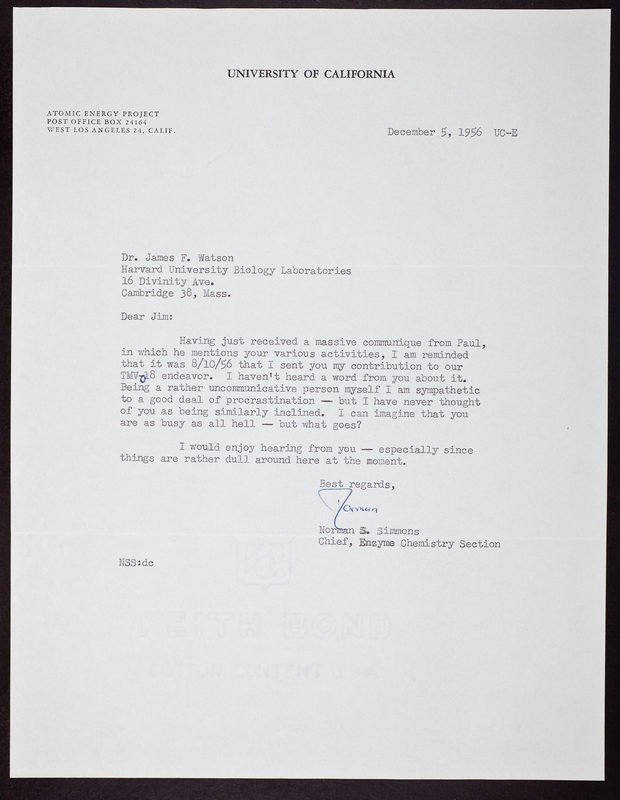 UNIVERSITY OF CALIFORNIA
ATOMIC ENERGY PROJECT
POST OFFICE BOX 24164
WEST LOS ANGELES 24, CALIF.
December 5, 1956 UC-E
Dr. James F. Watson
Harvard University Biology Laboratories
16 Divinity Ave.
Cambridge 38, Mass.
Dear Jim:
Having just received a massive communique from Paul,
in which he mentions your various activities, I am reminded
that it was 8/10/56 that I sent you my contribution to our
endeavor. I haven't heard a word from you about it.
Being a rather uncommunicative person myself I am sympathetic
to a good deal of procrastination — but I have never thought
of you as being similarly inclined. I can imagine that you
are as busy as all hell — but what goes?
I would enjoy hearing from you — especially since
things are rather dull around here at the moment.
Best regards,
Norman
Norman S. Simmons
Chief, Enzyme Chemistry Section
NSS:dc